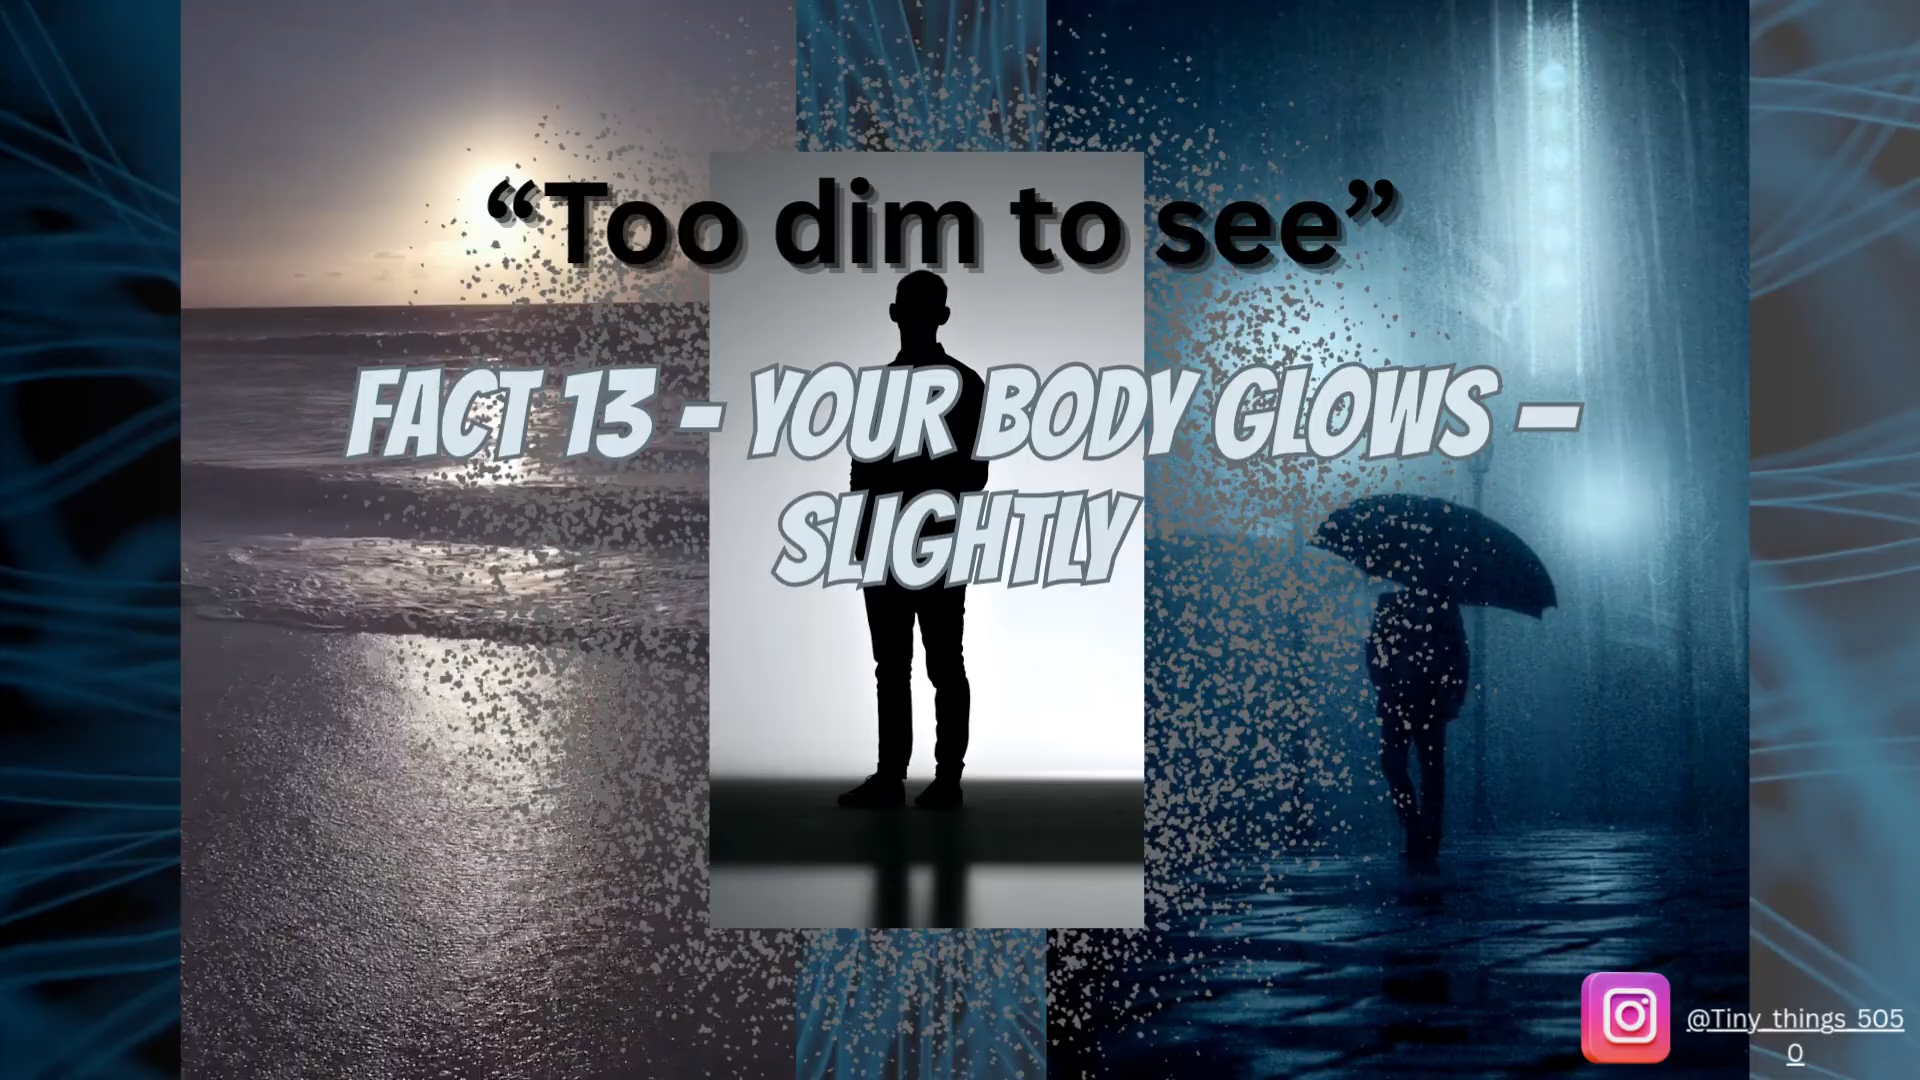 “Too dim to see”
FACT 13 - YOUR BODY GLOWS –
SLIGHTLY
@Tiny_things_505
0